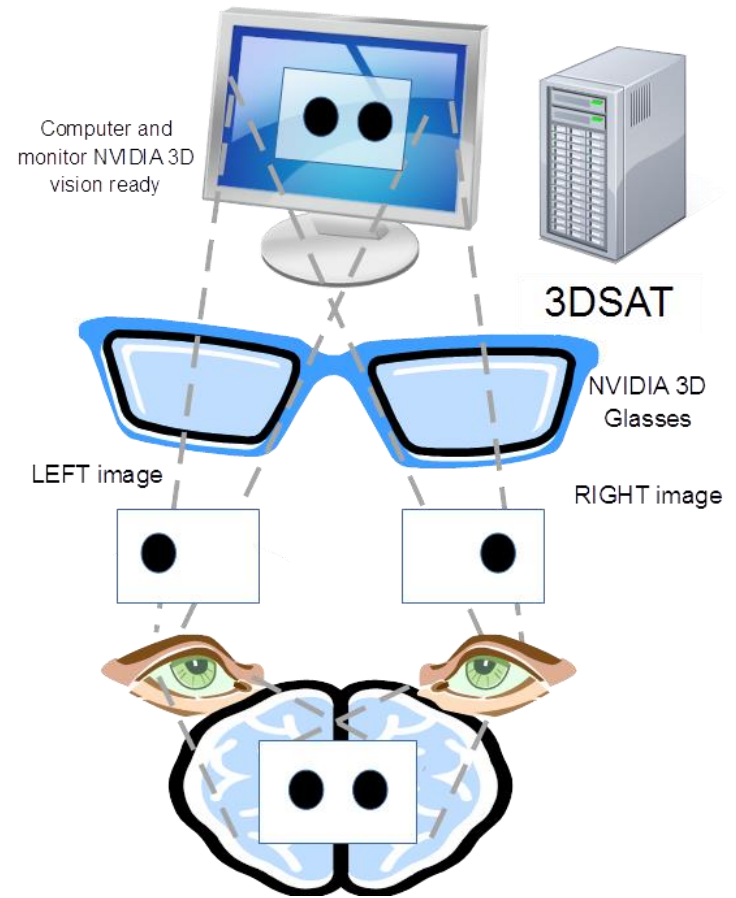 Computer and
monitor NVIDIA 3D
vision ready
3DSAT
NVIDIA 3D
Glasses
LEFT image
RIGHT image